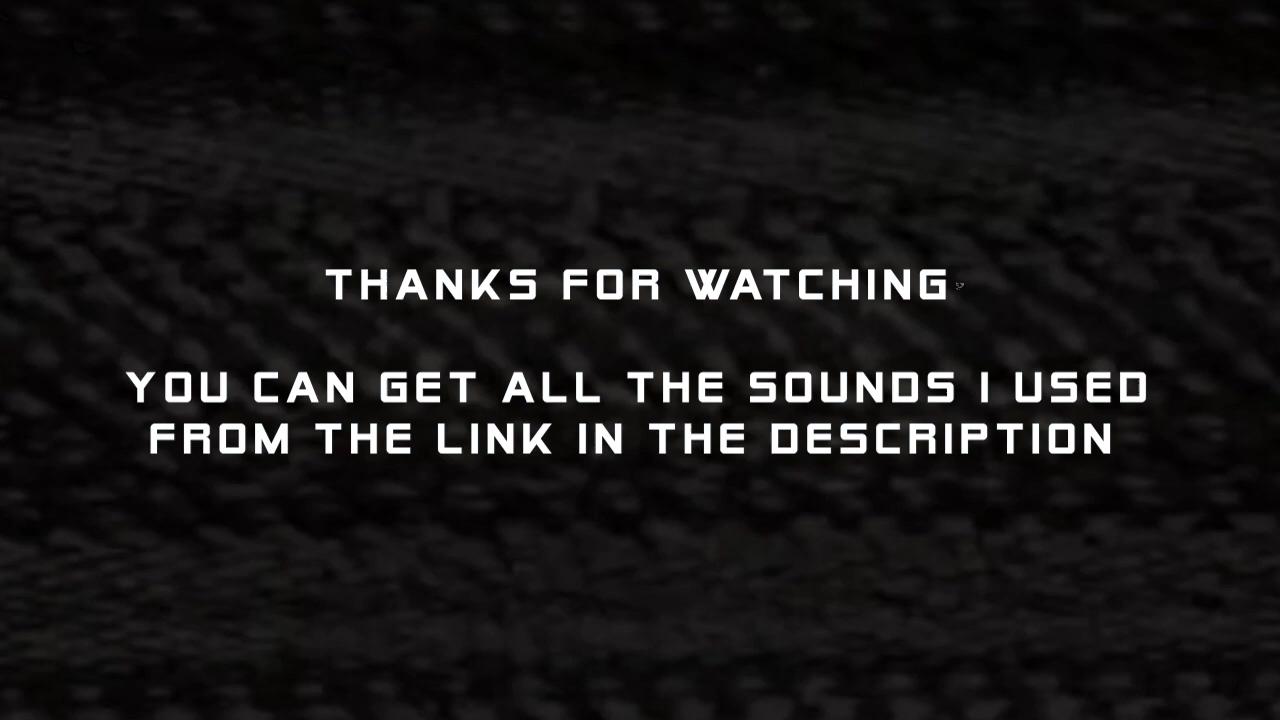 THANKS FOR WATCHING
YOU CAN GET ALL THE SOUNDS I USED
FROM THE LINK IN THE DESCRIPTION